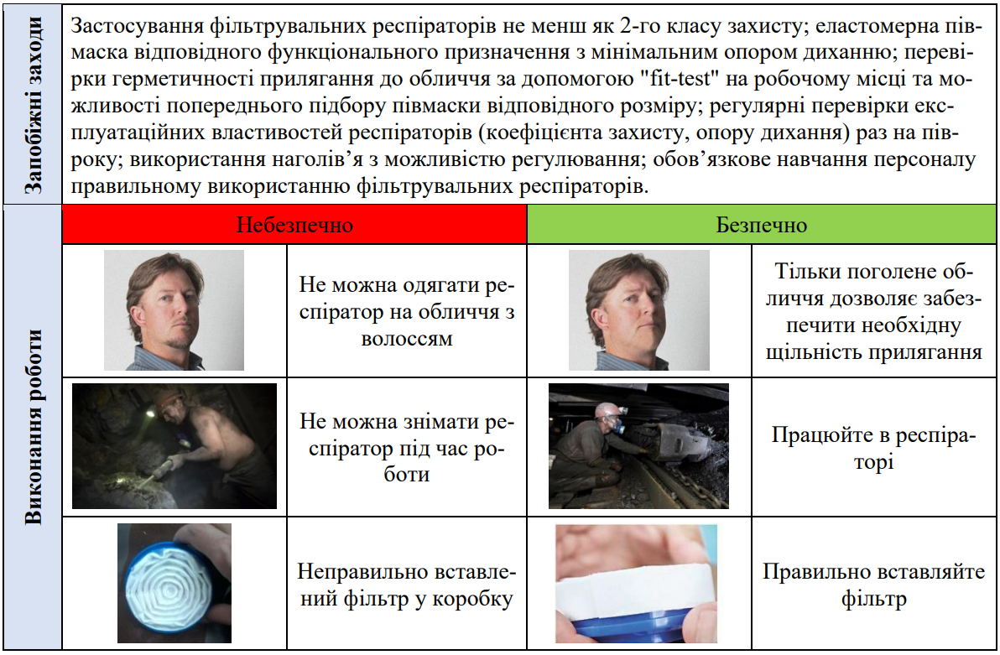 Запобіжні заходи
Застосування фільтрувальних респіраторів не менш як 2-го класу захисту; еластомерна пів-
маска відповідного функціонального призначення з мінімальним опором диханню; переві-
рки герметичності прилягання до обличчя за допомогою "fit-test" на робочому місці та мо-
жливості попереднього підбору півмаски відповідного розміру; регулярні перевірки екс-
плуатаційних властивостей респіраторів (коефіцієнта захисту, опору дихання) раз на пів-
року; використання наголів’я з можливістю регулювання; обов’язкове навчання персоналу
правильному використанню фільтрувальних респіраторів.
Виконання роботи
Небезпечно
Безпечно
Не можна одягати ре-
спіратор на обличчя з
волоссям
Тільки поголене об-
личчя дозволяє забез-
печити необхідну
щільність прилягання
Не можна знімати ре-
спіратор під час ро-
боти
Працюйте в респіра-
торі
Неправильно вставле-
ний фільтр у коробку
Правильно вставляйте
фільтр